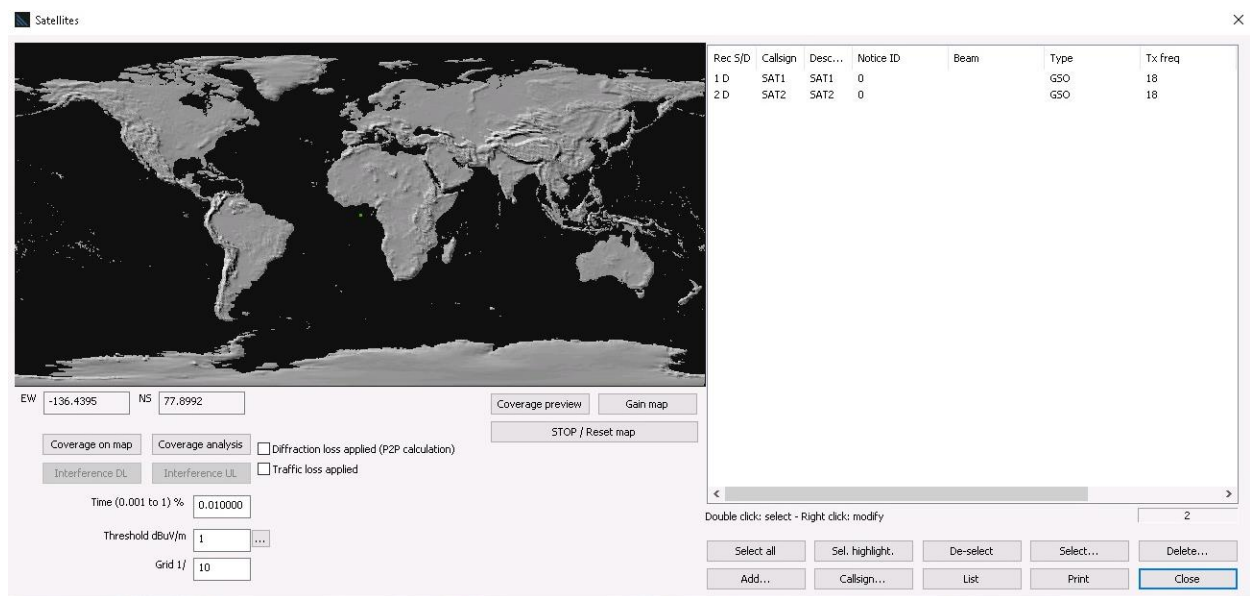 Satellites
Rec S/D Callsign Desc... Notice ID Beam Type Tx freq
1 D SAT1 SAT1 0 GSO 18
2 D SAT2 SAT2 0 GSO 18
EW -136.4395 NS 77.8992
Coverage preview Gain map
STOP / Reset map
Coverage on map Coverage analysis Diffraction loss applied (P2P calculation)
Interference DL Interference UL Traffic loss applied
Time (0.001 to 1) % 0.010000
Threshold dBuV/m 1 ...
Grid 1/ 10
Double click: select - Right click: modify 2
Select all Sel. highlight. De-select Select... Delete...
Add... Callsign... List Print Close